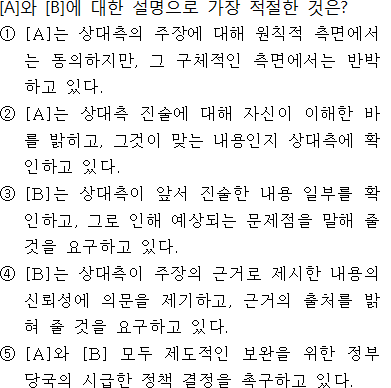 [A]와 [B]에 대한 설명으로 가장 적절한 것은?
① [A]는 상대측의 주장에 대해 원칙적 측면에서
는 동의하지만, 그 구체적인 측면에서는 반박
하고 있다.
② [A]는 상대측 진술에 대해 자신이 이해한 바
를 밝히고, 그것이 맞는 내용인지 상대측에 확
인하고 있다.
③ [B]는 상대측이 앞서 진술한 내용 일부를 확
인하고, 그로 인해 예상되는 문제점을 말해 줄
것을 요구하고 있다.
④ [B]는 상대측이 주장의 근거로 제시한 내용의
신뢰성에 의문을 제기하고, 근거의 출처를 밝
혀 줄 것을 요구하고 있다.
⑤ [A]와 [B] 모두 제도적인 보완을 위한 정부
당국의 시급한 정책 결정을 촉구하고 있다.